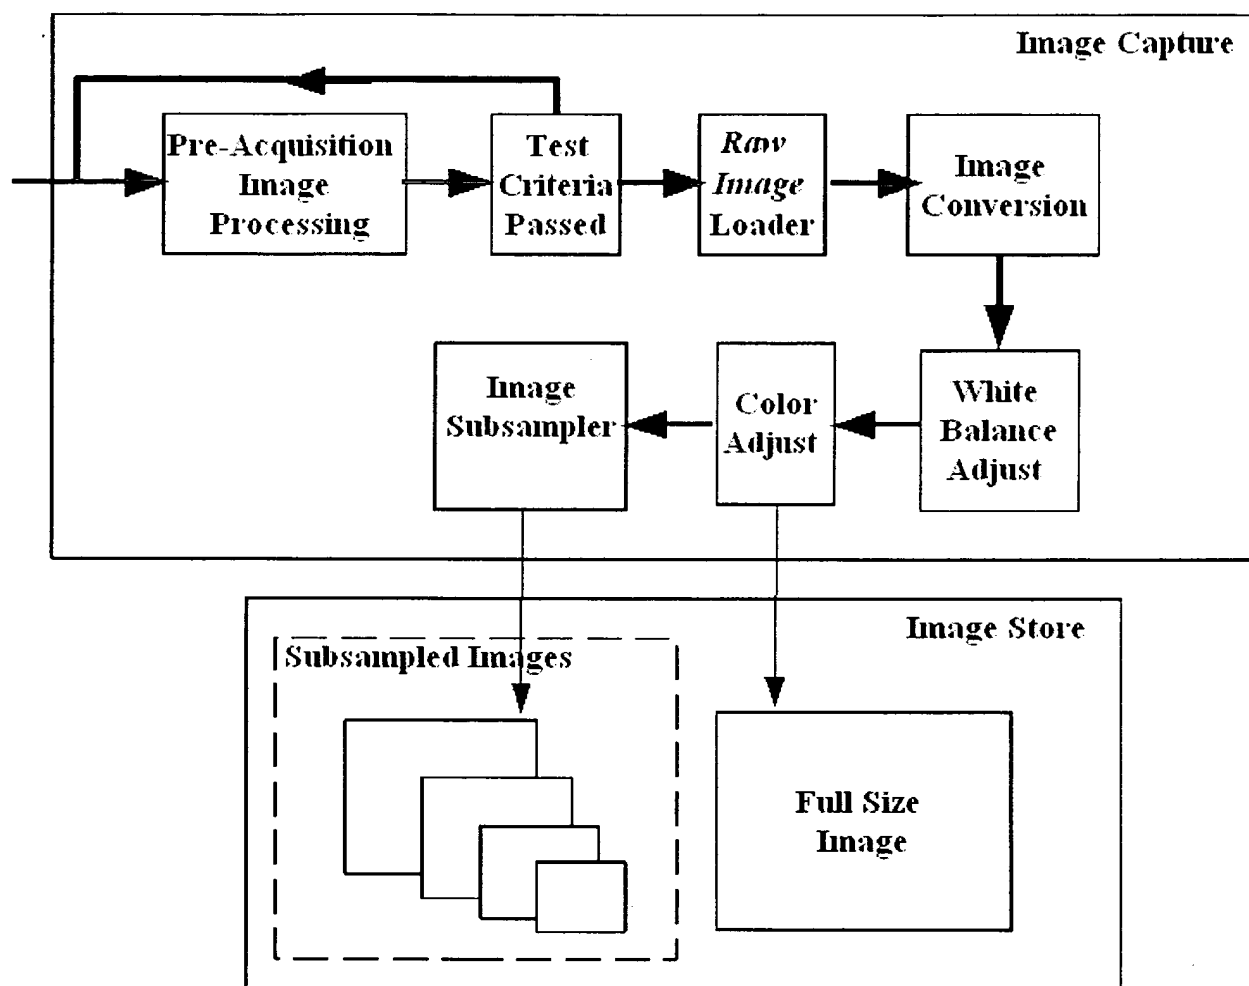 Image Capture
Pre-Acquisition
Image
Processing
Test
Criteria
Passed
Raw
Image
Loader
Image
Conversion
Image
Subsampler
Color
Adjust
White
Balance
Adjust
Image Store
Subsampled Images
Full Size
Image